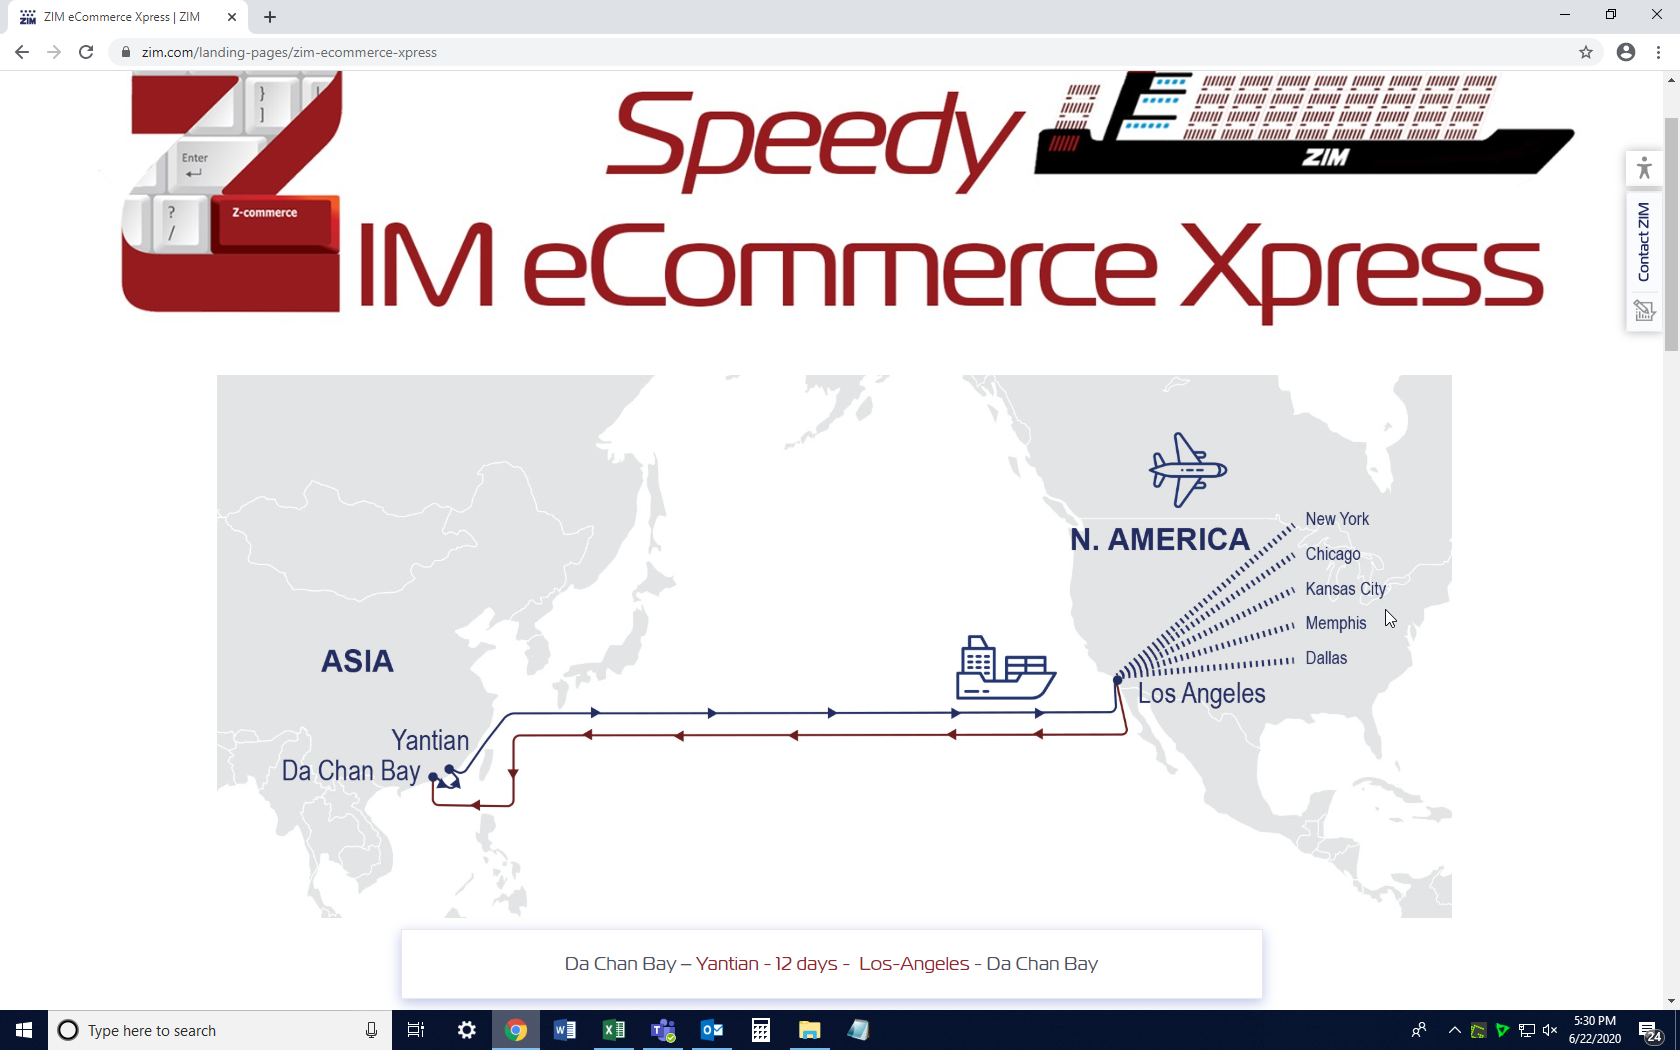 ZIM eCommerce Xpress | ZIM
zim.com/landing-pages/zim-ecommerce-xpress
}
]
Enter
?
/
Z-commerce
Speedy
ZIM
ZIM eCommerce Xpress
Contact ZIM
N. AMERICA
New York
Chicago
Kansas City
Memphis
Dallas
Los Angeles
ASIA
Yantian
Da Chan Bay
Da Chan Bay – Yantian - 12 days - Los-Angeles - Da Chan Bay
Type here to search
5:30 PM
6/22/2020
24